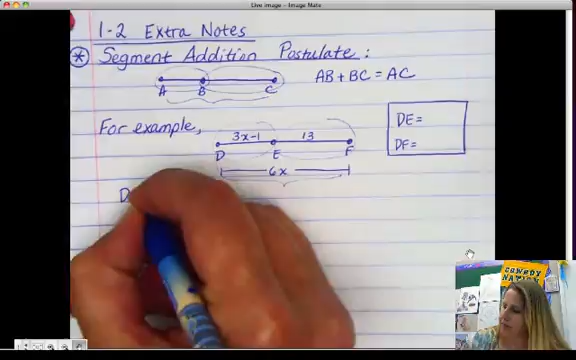 Live image - Image Mate
1-2 Extra Notes
* Segment Addition Postulate:
A B C
AB + BC = AC
For example,
3x-1 13
D E F
6x
DE =
DF =
D
COWBOY
NATION